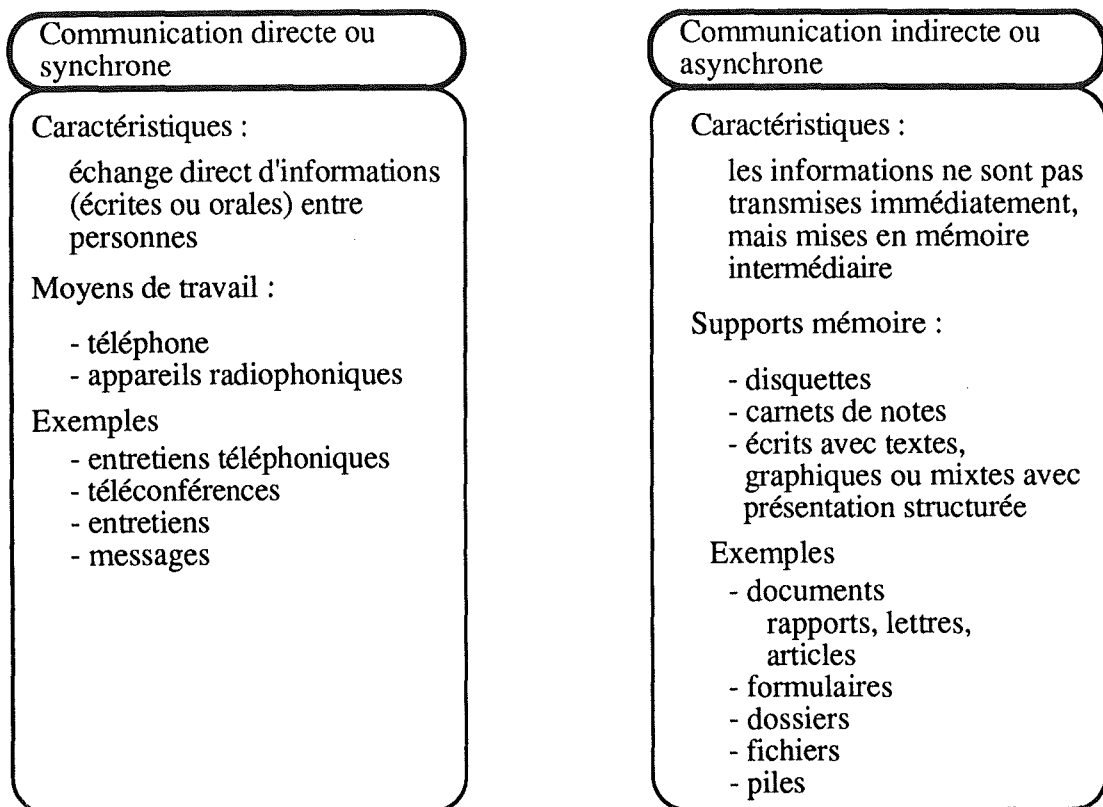 Communication directe ou
synchrone
Caractéristiques :
échange direct d'informations
(écrites ou orales) entre
personnes
Moyens de travail :
- téléphone
- appareils radiophoniques
Exemples
- entretiens téléphoniques
- téléconférences
- entretiens
- messages
Communication indirecte ou
asynchrone
Caractéristiques :
les informations ne sont pas
transmises immédiatement,
mais mises en mémoire
intermédiaire
Supports mémoire :
- disquettes
- carnets de notes
- écrits avec textes,
graphiques ou mixtes avec
présentation structurée
Exemples
- documents
rapports, lettres,
articles
- formulaires
- dossiers
- fichiers
- piles